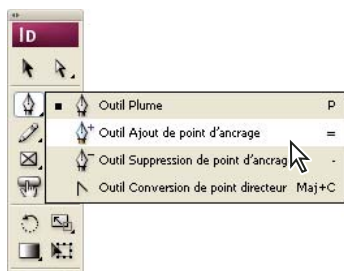 ID
Outil Plume P
Outil Ajout de point d'ancrage =
Outil Suppression de point d'ancrag -
Outil Conversion de point directeur Maj+C